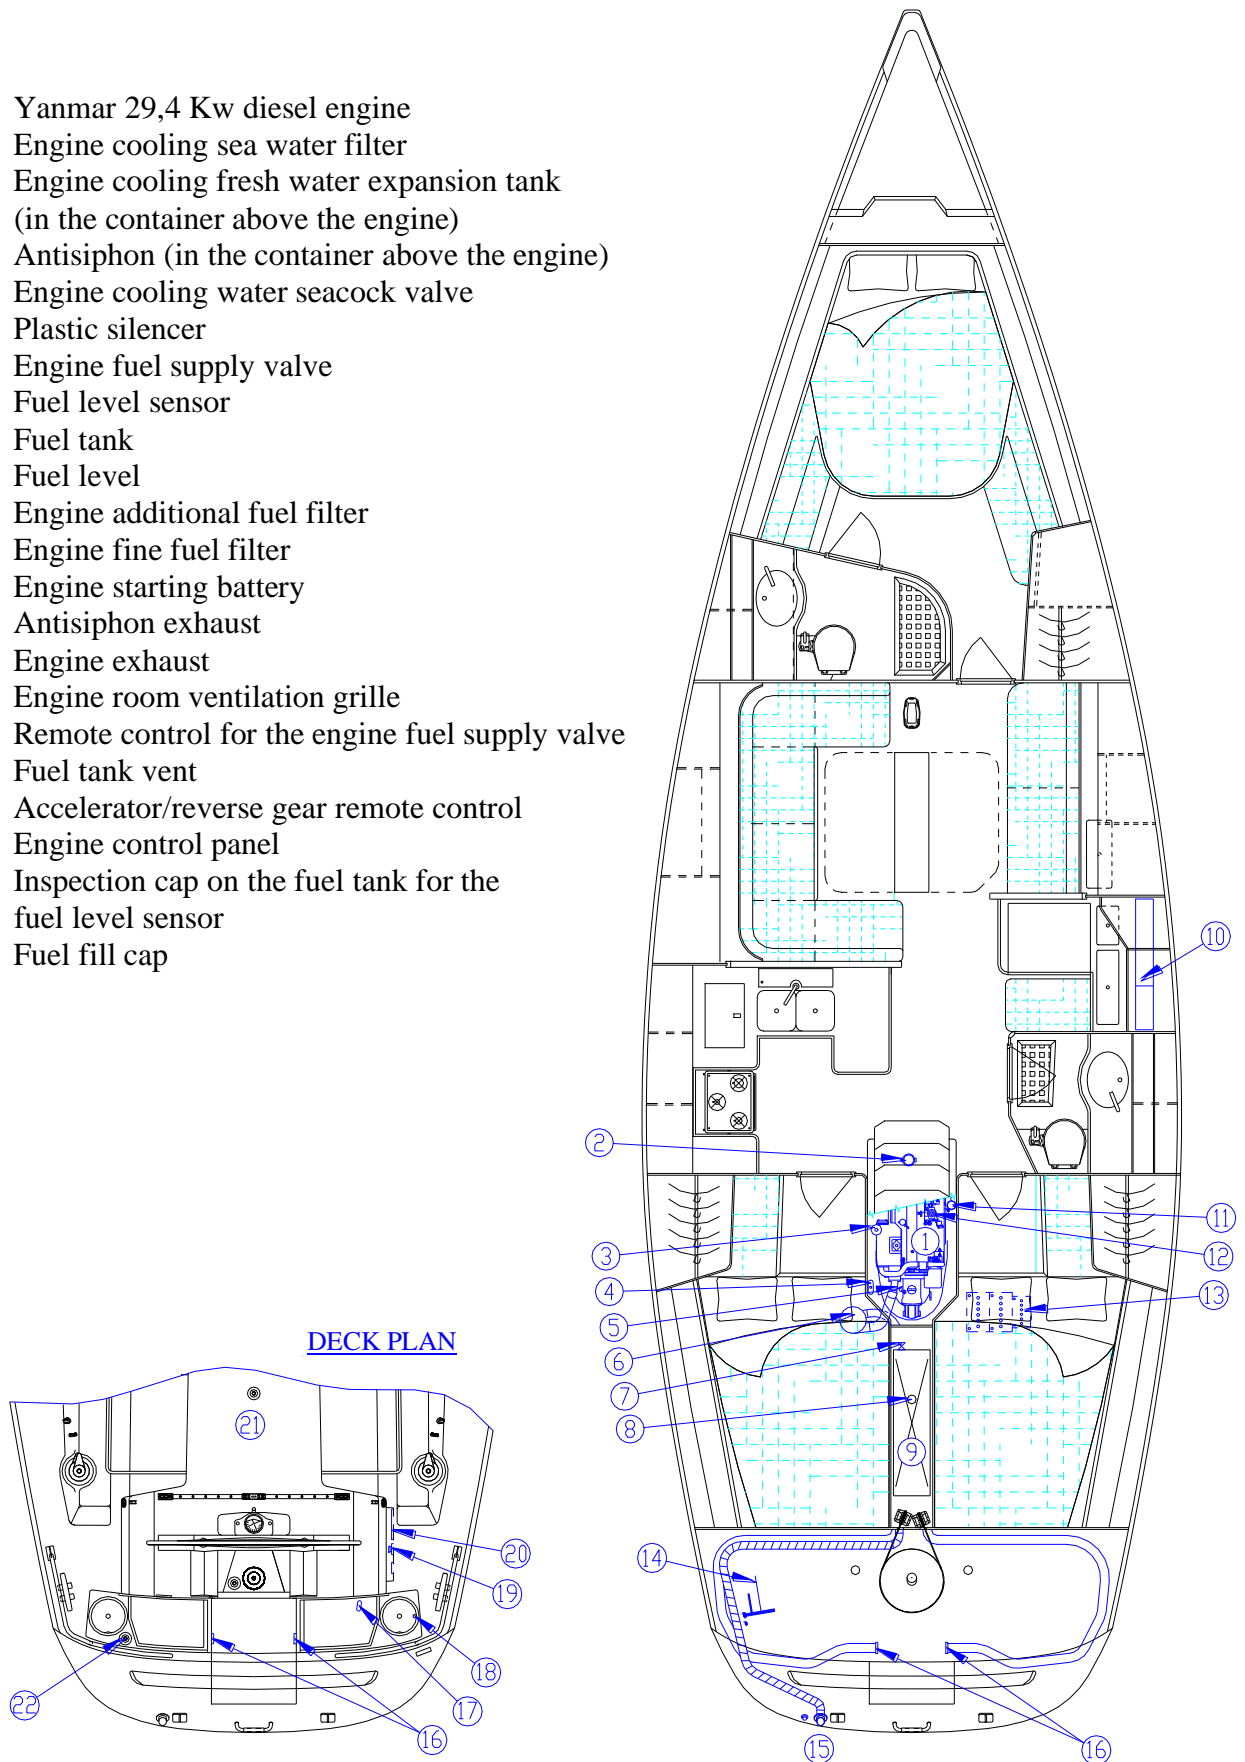 Yanmar 29,4 Kw diesel engine
Engine cooling sea water filter
Engine cooling fresh water expansion tank
(in the container above the engine)
Antisiphon (in the container above the engine)
Engine cooling water seacock valve
Plastic silencer
Engine fuel supply valve
Fuel level sensor
Fuel tank
Fuel level
Engine additional fuel filter
Engine fine fuel filter
Engine starting battery
Antisiphon exhaust
Engine exhaust
Engine room ventilation grille
Remote control for the engine fuel supply valve
Fuel tank vent
Accelerator/reverse gear remote control
Engine control panel
Inspection cap on the fuel tank for the
fuel level sensor
Fuel fill cap
10
2
11
3
1
12
4
13
5
6
7
8
9
14
15
16
DECK PLAN
21
20
19
18
17
22
16